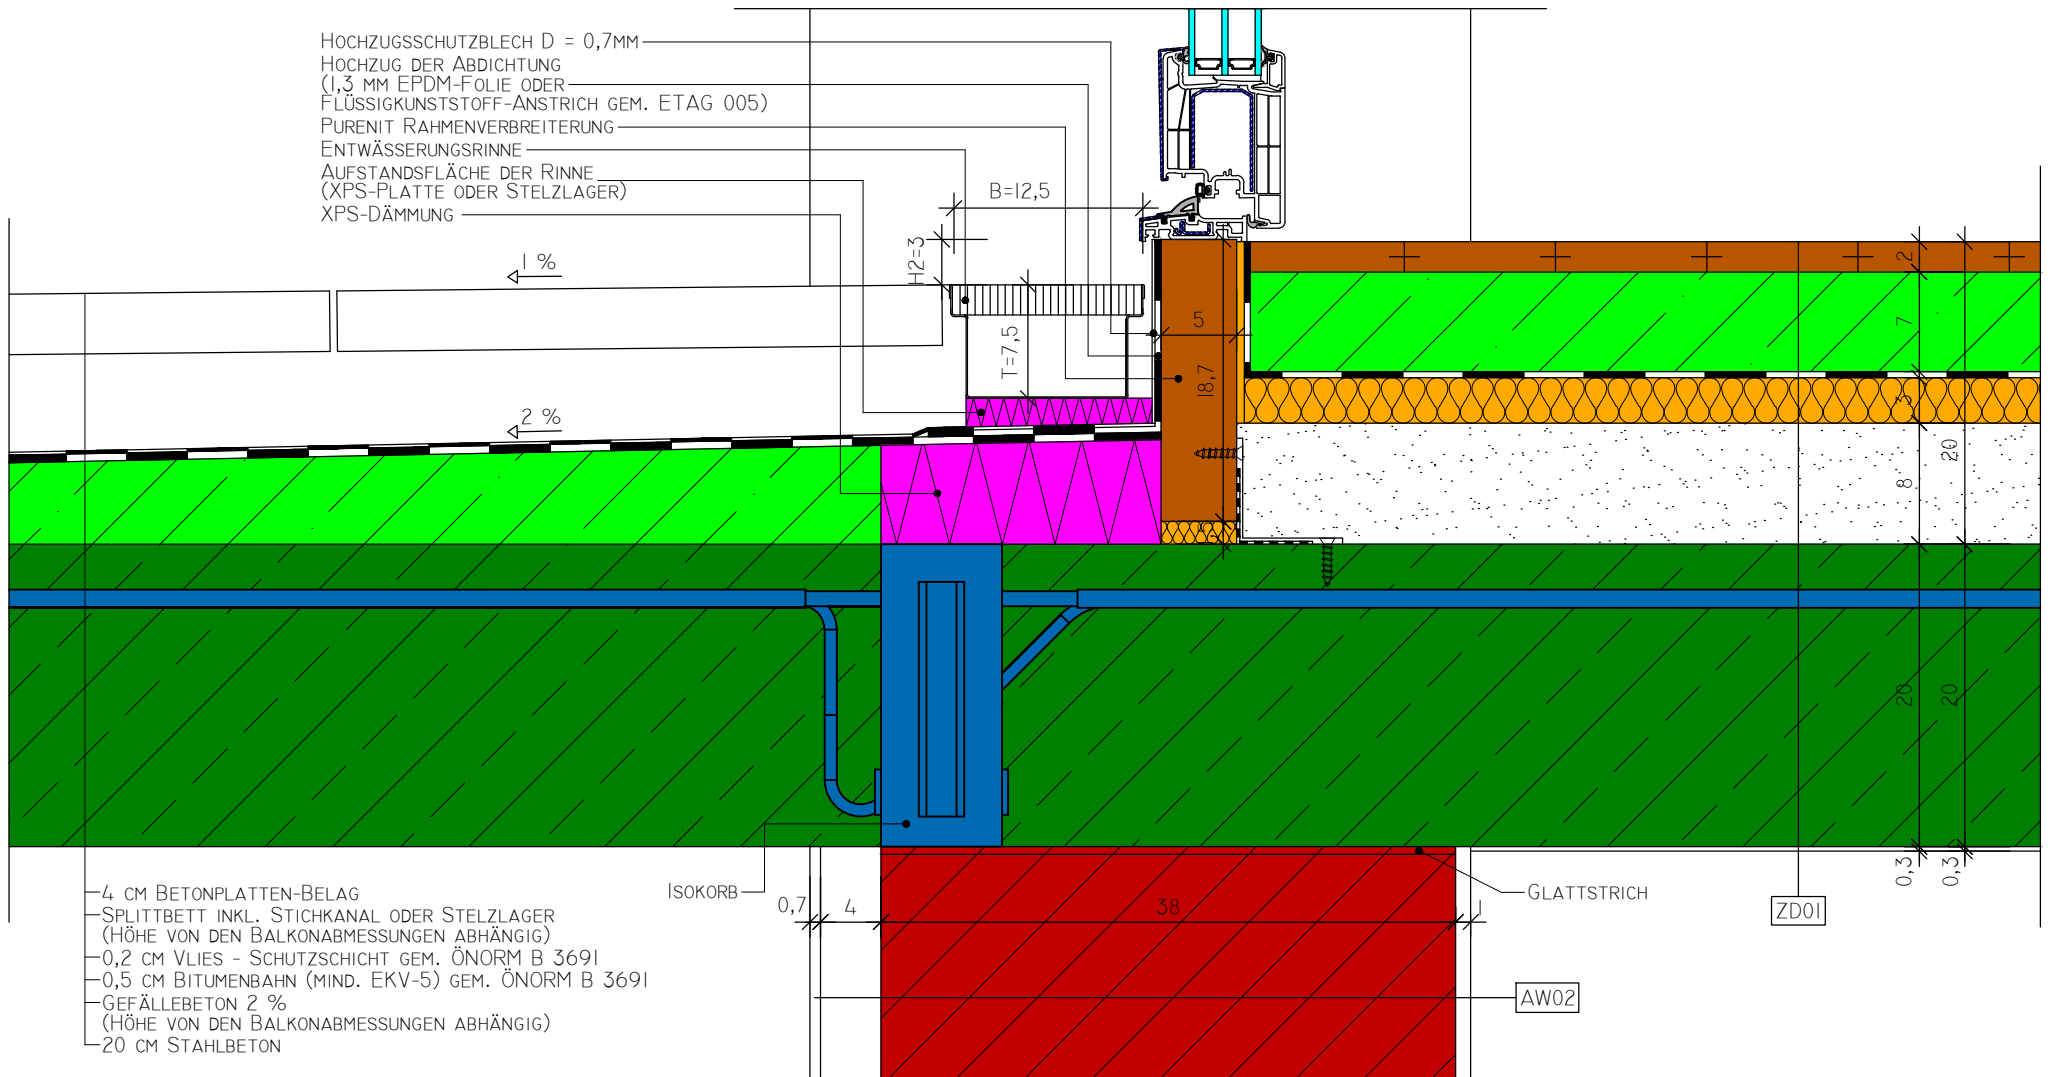 HOCHZUGSSCHUTZBLECH D = 0,7MM
HOCHZUG DER ABDICHTUNG
(1,3 MM EPDM-FOLIE ODER
FLÜSSIGKUNSTSTOFF-ANSTRICH GEM. ETAG 005)
PURENIT RAHMENVERBREITERUNG
ENTWÄSSERUNGSRINNE
AUFSTANDSFLÄCHE DER RINNE
(XPS-PLATTE ODER STELZLAGER)
XPS-DÄMMUNG
B=12,5
H2=3
1 %
T=7,5
5
18,7
2 %
2
7
3
8
20
20
20
0,3
0,3
ISOKORB
0,7
4
38
1
GLATTSTRICH
ZD01
AW02
4 CM BETONPLATTEN-BELAG
SPLITTBETT INKL. STICHKANAL ODER STELZLAGER
(HÖHE VON DEN BALKONABMESSUNGEN ABHÄNGIG)
0,2 CM VLIES - SCHUTZSCHICHT GEM. ÖNORM B 3691
0,5 CM BITUMENBAHN (MIND. EKV-5) GEM. ÖNORM B 3691
GEFÄLLEBETON 2 %
(HÖHE VON DEN BALKONABMESSUNGEN ABHÄNGIG)
20 CM STAHLBETON